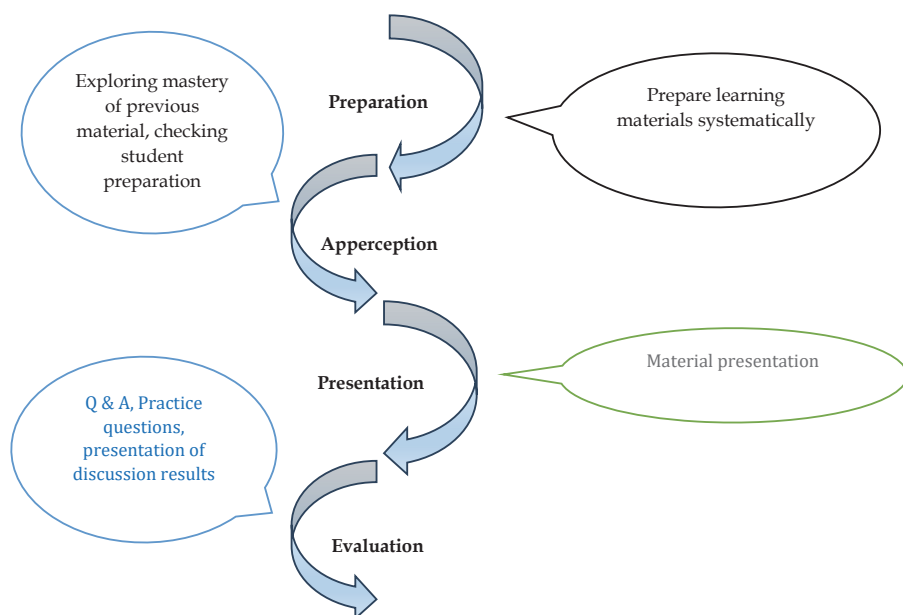 Exploring mastery
of previous
material, checking
student
preparation
Preparation
Prepare learning
materials systematically
Apperception
Presentation
Material presentation
Q & A, Practice
questions,
presentation of
discussion results
Evaluation